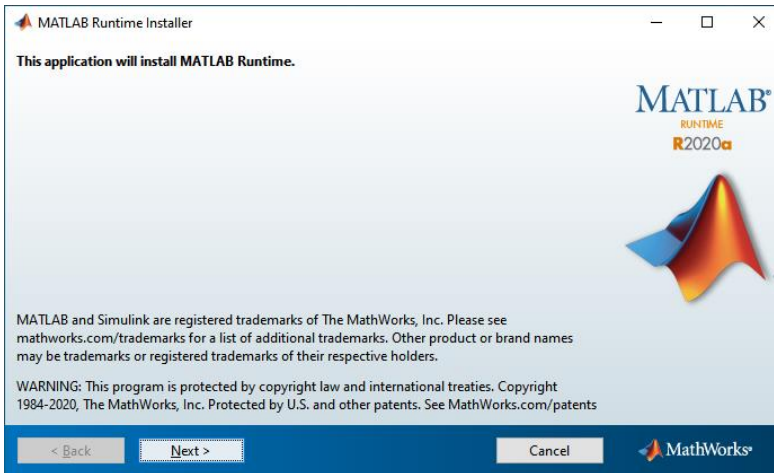 MATLAB Runtime Installer
This application will install MATLAB Runtime.
MATLAB®
RUNTIME
R2020a
MATLAB and Simulink are registered trademarks of The MathWorks, Inc. Please see
mathworks.com/trademarks for a list of additional trademarks. Other product or brand names
may be trademarks or registered trademarks of their respective holders.
WARNING: This program is protected by copyright law and international treaties. Copyright
1984-2020, The MathWorks, Inc. Protected by U.S. and other patents. See MathWorks.com/patents
< Back Next > Cancel MathWorks®